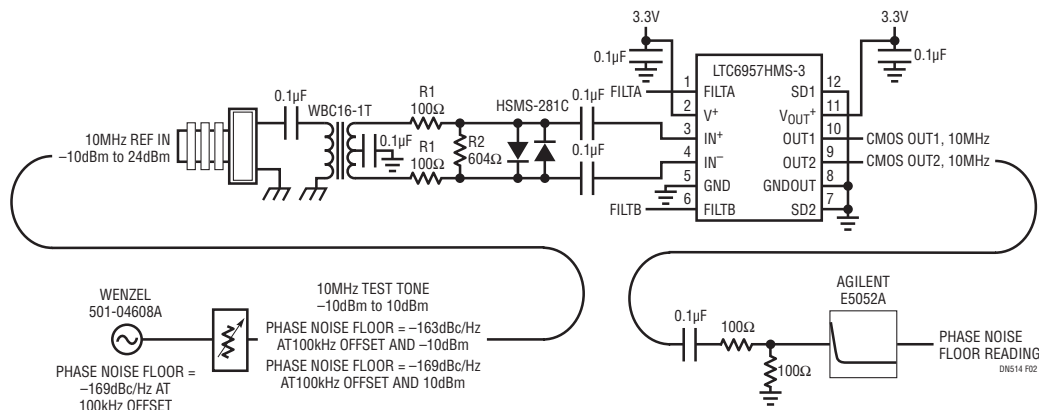 3.3V
3.3V
0.1µF
0.1µF
LTC6957HMS-3
0.1µF
WBC16-1T
R1
100Ω
HSMS-281C
0.1µF
FILTA
1
FILTA
SD1
12
2
V+
VOUT+
11
10MHz REF IN
–10dBm to 24dBm
0.1µF
R2
604Ω
3
IN+
OUT1
10
CMOS OUT1, 10MHz
R1
100Ω
0.1µF
4
IN–
OUT2
9
CMOS OUT2, 10MHz
5
GND
GNDOUT
8
FILTB
6
FILTB
SD2
7
WENZEL
501-04608A
PHASE NOISE FLOOR =
–169dBc/Hz AT
100kHz OFFSET
10MHz TEST TONE
–10dBm to 10dBm
PHASE NOISE FLOOR = –163dBc/Hz
AT100kHz OFFSET AND –10dBm
PHASE NOISE FLOOR = –169dBc/Hz
AT100kHz OFFSET AND 10dBm
0.1µF
100Ω
100Ω
AGILENT
E5052A
PHASE NOISE
FLOOR READING
DN514 F02